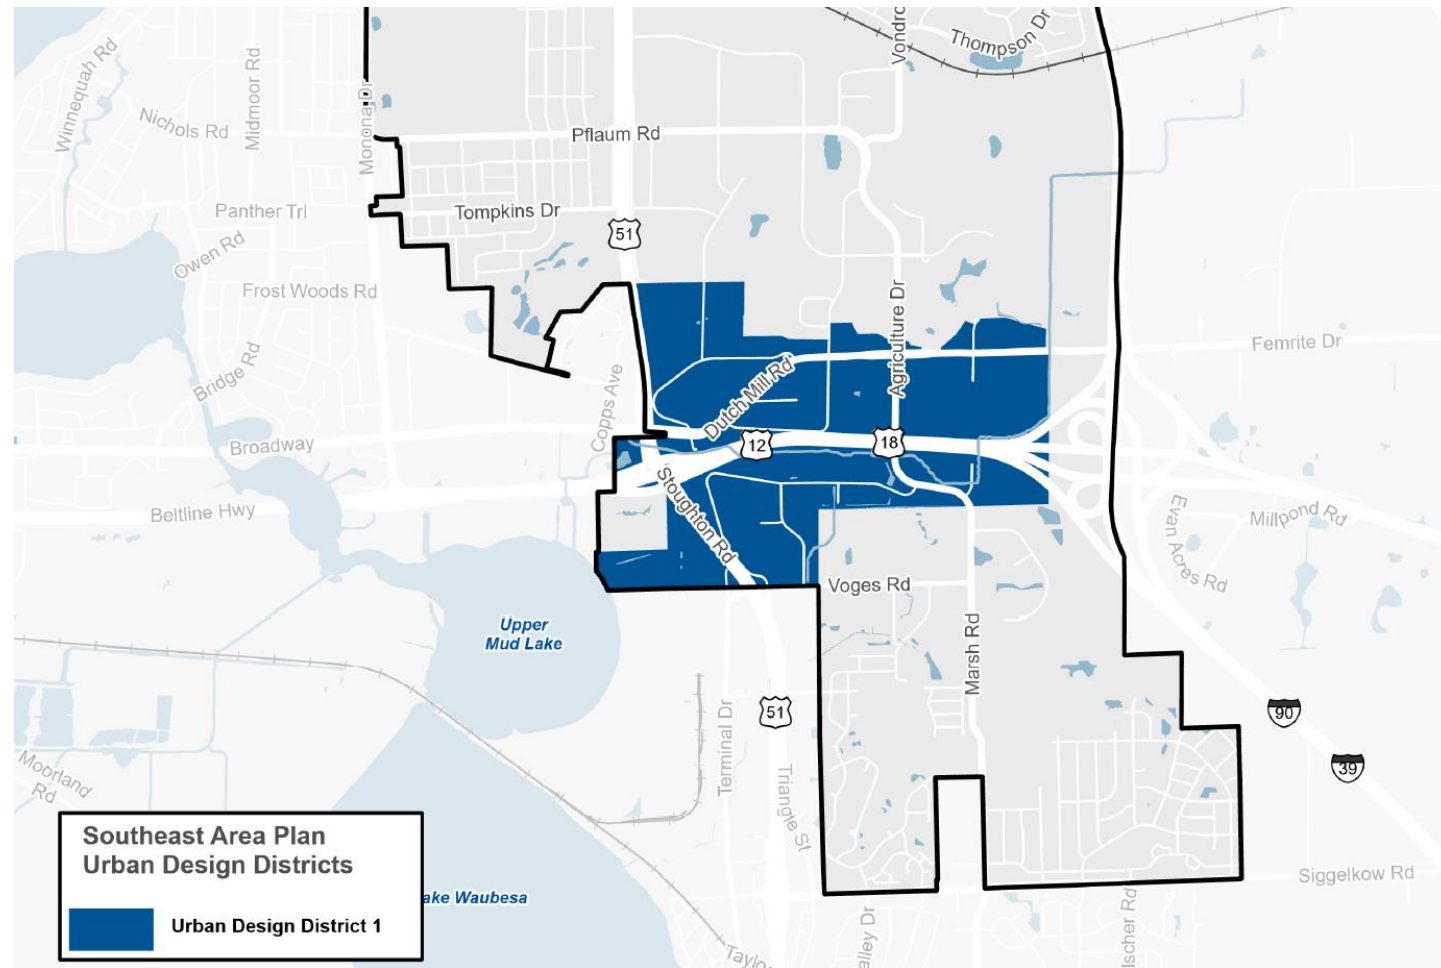 Thompson Dr
Vondro
Winnequah Rd
Nichols Rd
Midmoor Rd
Monona Dr
Pflaum Rd
Panther Trl
Tompkins Dr
51
Owen Rd
Frost Woods Rd
Bridge Rd
Agriculture Dr
Femrite Dr
Copps Ave
Dutch Mill Rd
Broadway
12
18
Stoughton Rd
Beltline Hwy
Evan Acres Rd
Millpond Rd
Voges Rd
Upper
Mud Lake
Marsh Rd
51
90
39
Terminal Dr
Triangle St
Moorland
Rd
Southeast Area Plan
Urban Design Districts
Urban Design District 1
ake Waubesa
Siggelkow Rd
alley Dr
lscher Rd
Taylo